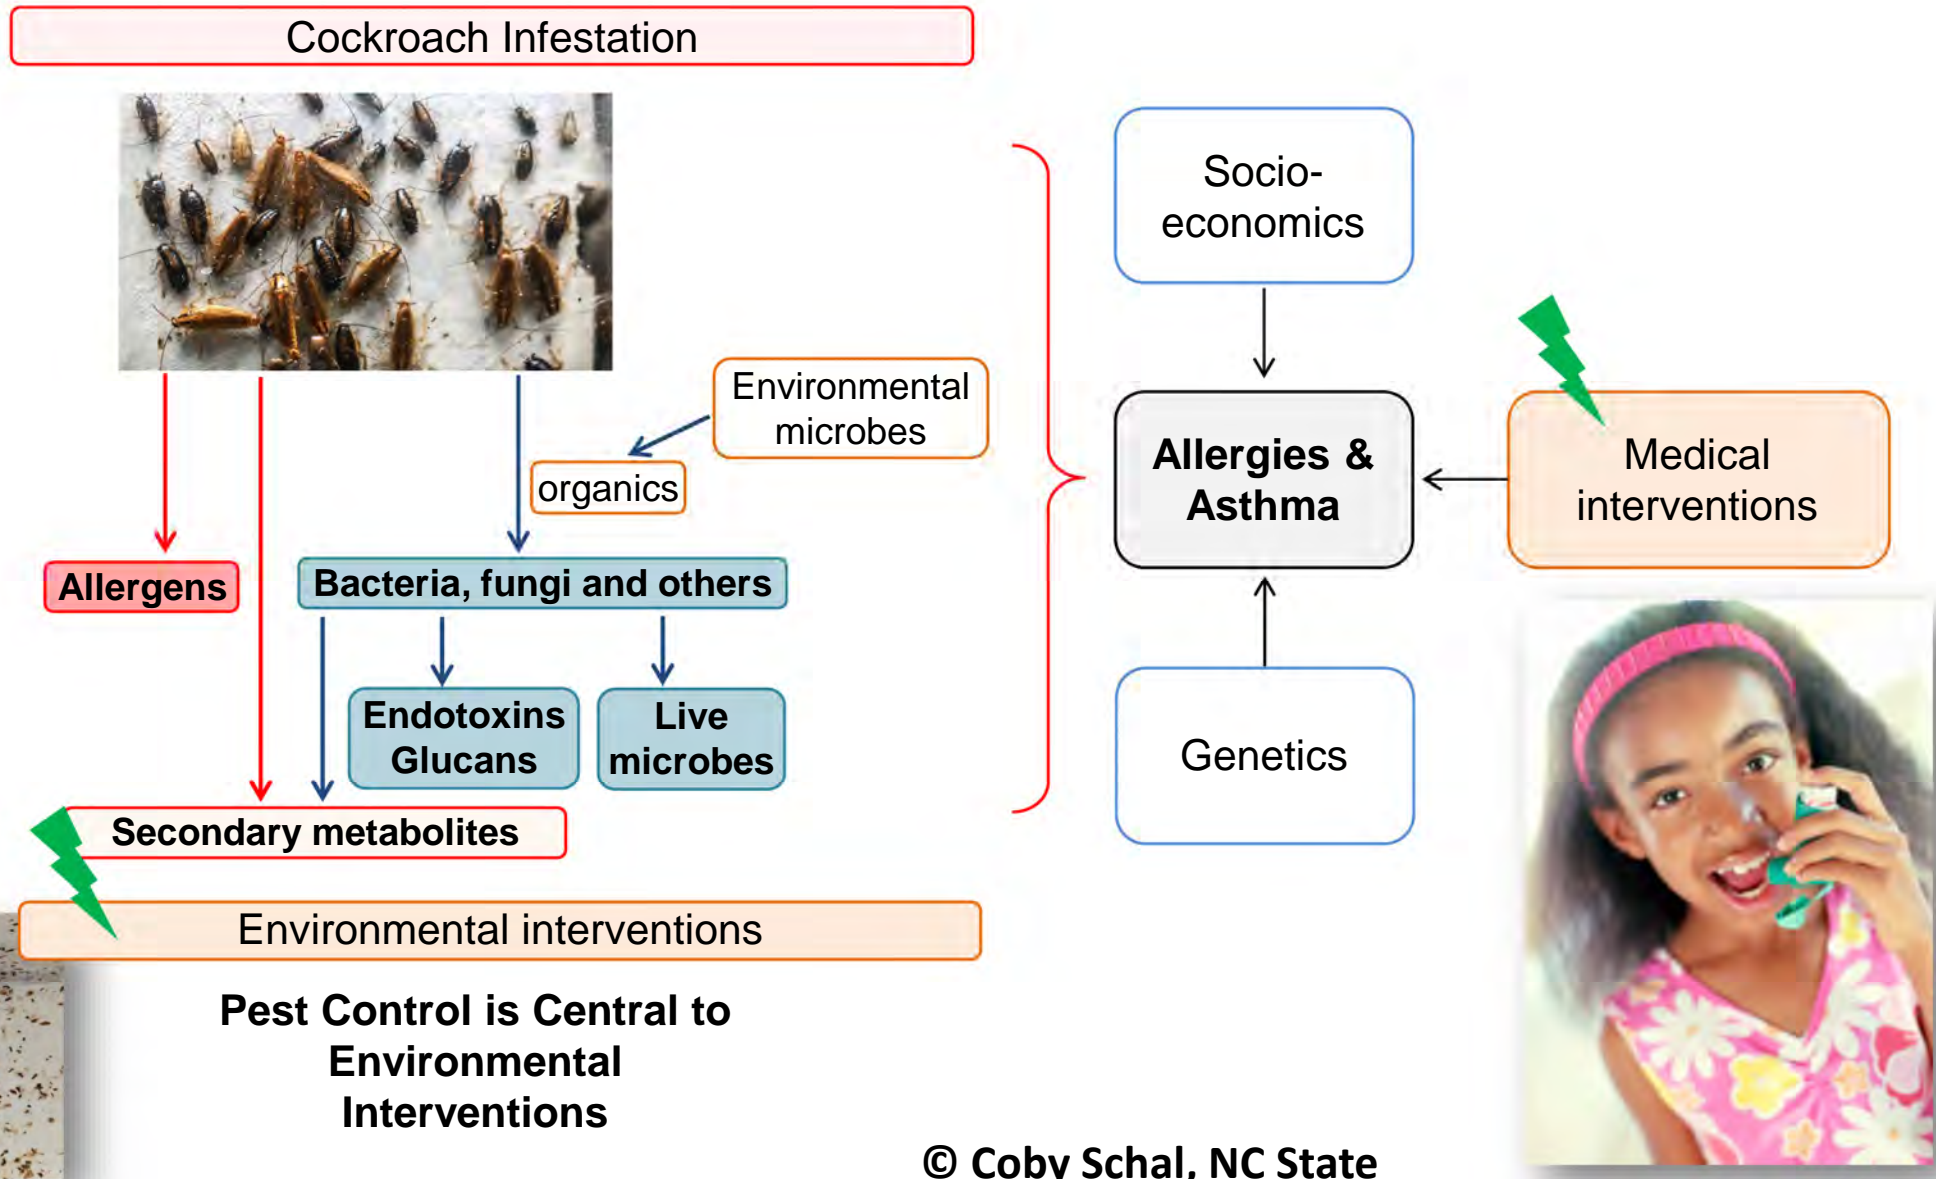 Cockroach Infestation
Environmental
microbes
organics
Allergens
Bacteria, fungi and others
Endotoxins
Glucans
Live
microbes
Secondary metabolites
Environmental interventions
Pest Control is Central to
Environmental
Interventions
Socio-
economics
Allergies &
Asthma
Medical
interventions
Genetics
© Coby Schal, NC State